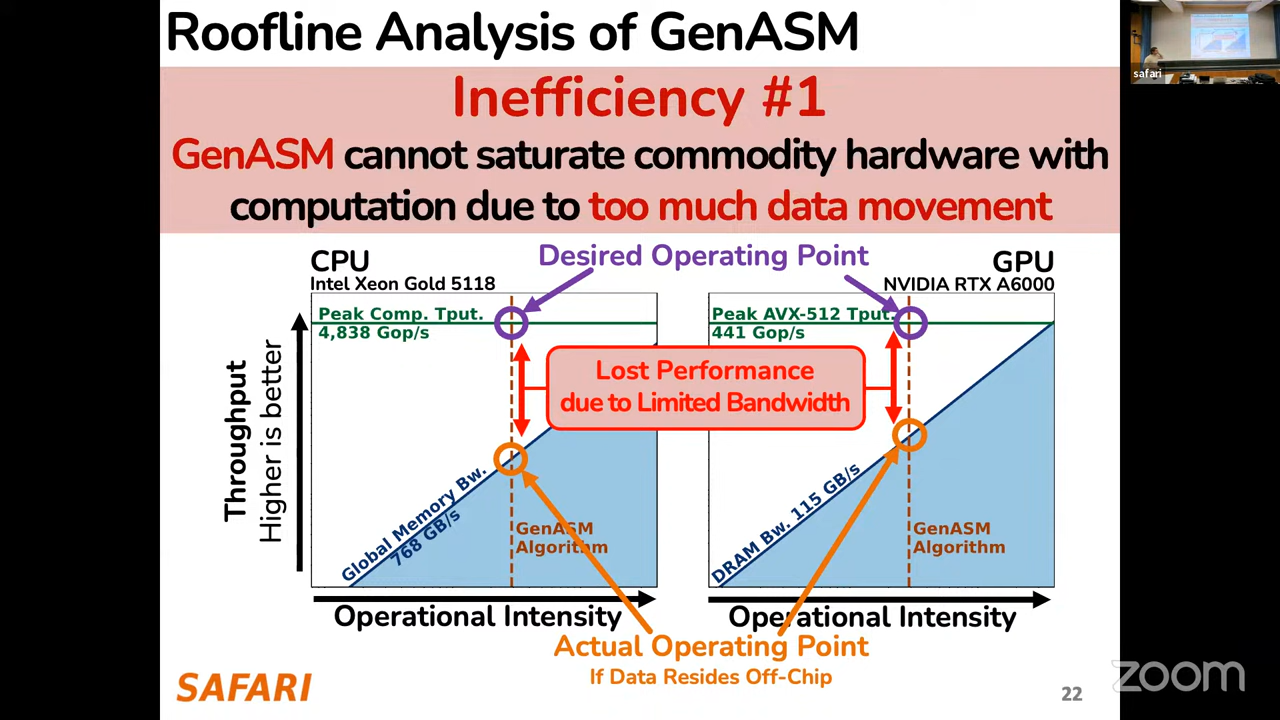 Roofline Analysis of GenASM
Inefficiency #1
GenASM cannot saturate commodity hardware with
computation due to too much data movement
safari
Desired Operating Point
CPU
Intel Xeon Gold 5118
GPU
NVIDIA RTX A6000
Peak Comp. Tput.
4,838 Gop/s
Peak AVX-512 Tput.
441 Gop/s
Lost Performance
due to Limited Bandwidth
Throughput
Higher is better
Global Memory Bw.
768 GB/s
GenASM
Algorithm
DRAM Bw. 115 GB/s
GenASM
Algorithm
Operational Intensity
Operational Intensity
Actual Operating Point
If Data Resides Off-Chip
SAFARI
22
zoom